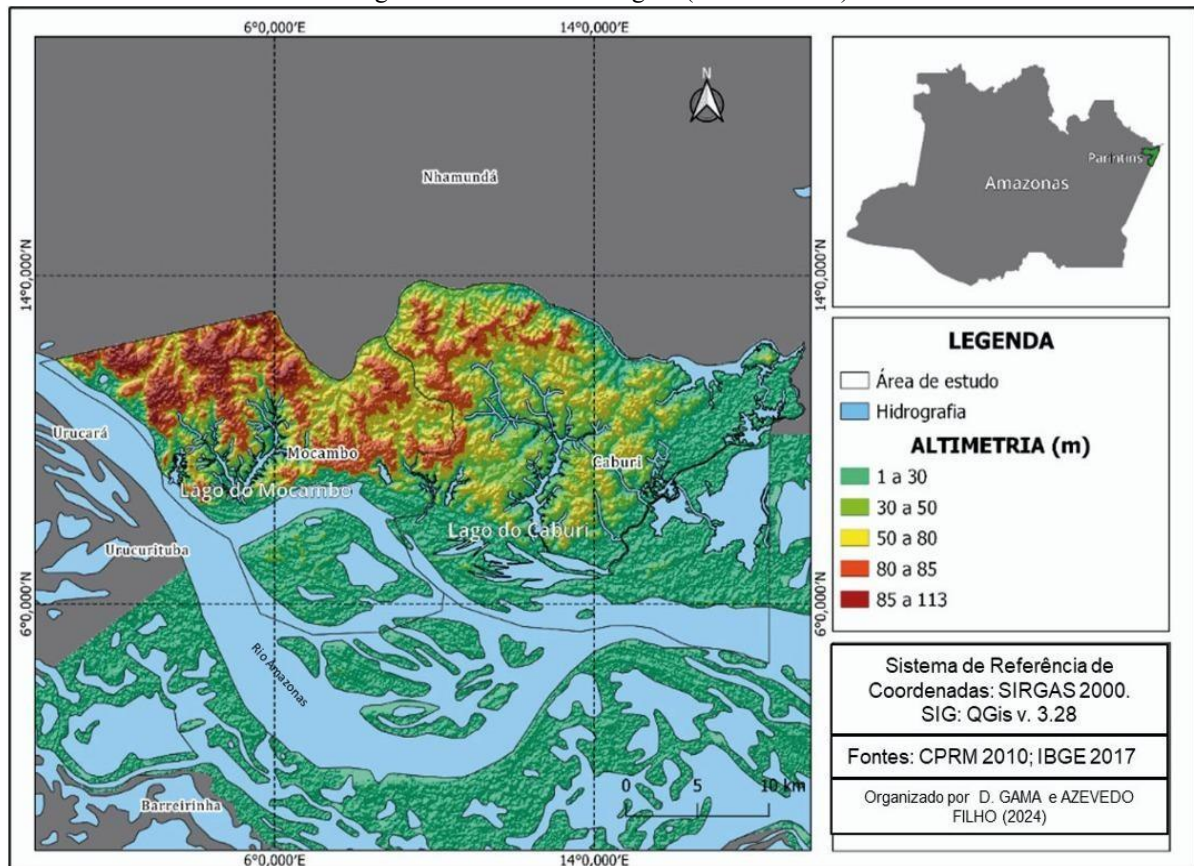 6°0,000'E
14°0,000'E
N
Nhamundá
14°0,000'N
14°0,000'N
Urucará
Mocambo
Caburi
Lago do Mocambo
Lago do Caburi
Urucurituba
6°0,000'N
6°0,000'N
Rio Amazonas
0 5 10 km
Barreirinha
6°0,000'E
14°0,000'E
Parintins
Amazonas
LEGENDA
Área de estudo
Hidrografia
ALTIMETRIA (m)
1 a 30
30 a 50
50 a 80
80 a 85
85 a 113
Sistema de Referência de
Coordenadas: SIRGAS 2000.
SIG: QGis v. 3.28
Fontes: CPRM 2010; IBGE 2017
Organizado por D. GAMA e AZEVEDO
FILHO (2024)